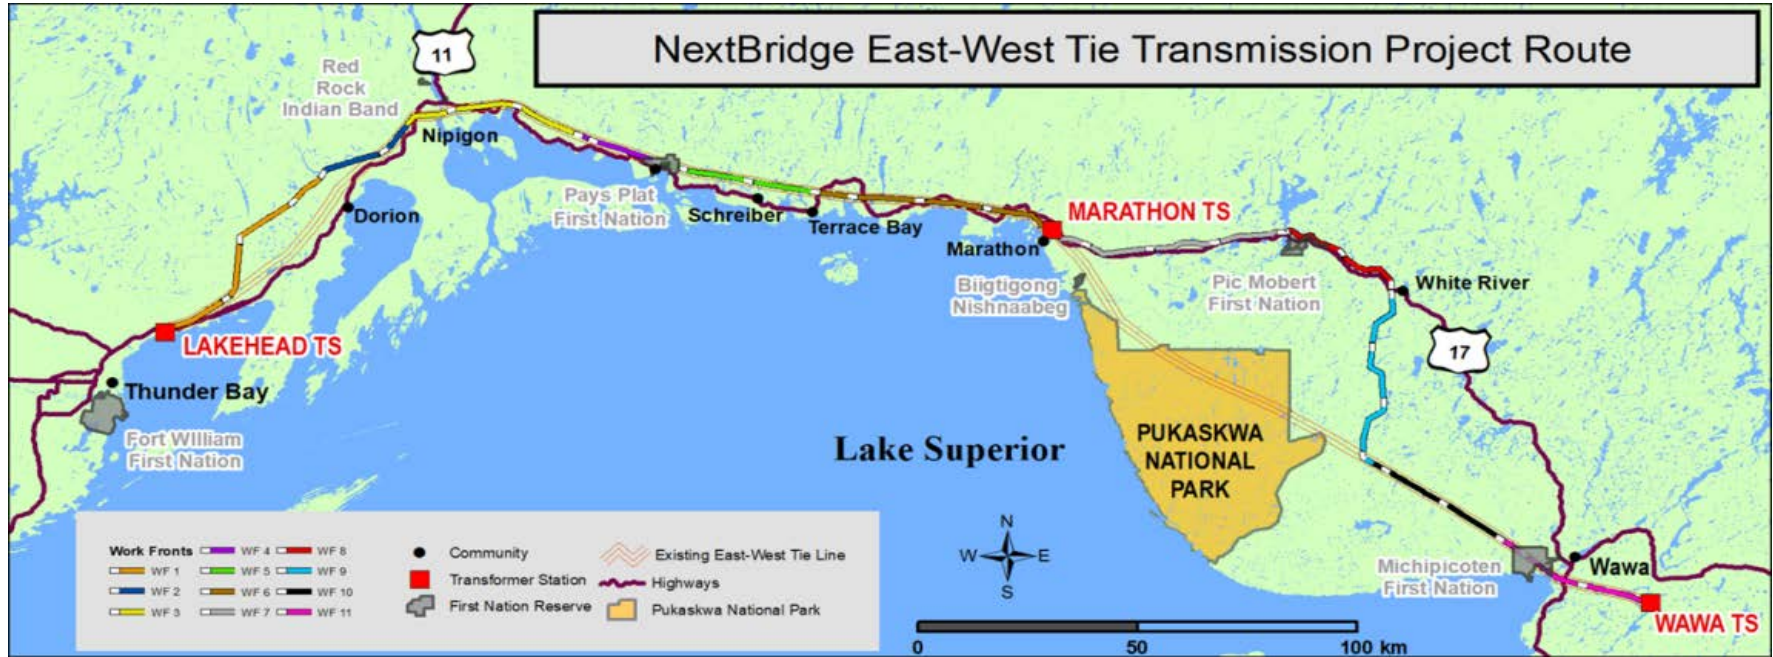 NextBridge East-West Tie Transmission Project Route
11
Red
Rock
Indian Band
Nipigon
Dorion
Pays Plat
First Nation
Schreiber
Terrace Bay
MARATHON TS
Marathon
Biigtigong
Nishnaabeg
Pic Mobert
First Nation
White River
17
LAKEHEAD TS
Thunder Bay
Fort William
First Nation
Lake Superior
PUKASKWA
NATIONAL
PARK
Michipicoten
First Nation
Wawa
WAWA TS
N
W E
S
0 50 100 km
Work Fronts
WF 1
WF 2
WF 3
WF 4
WF 5
WF 6
WF 7
WF 8
WF 9
WF 10
WF 11
Community
Transformer Station
First Nation Reserve
Existing East-West Tie Line
Highways
Pukaskwa National Park